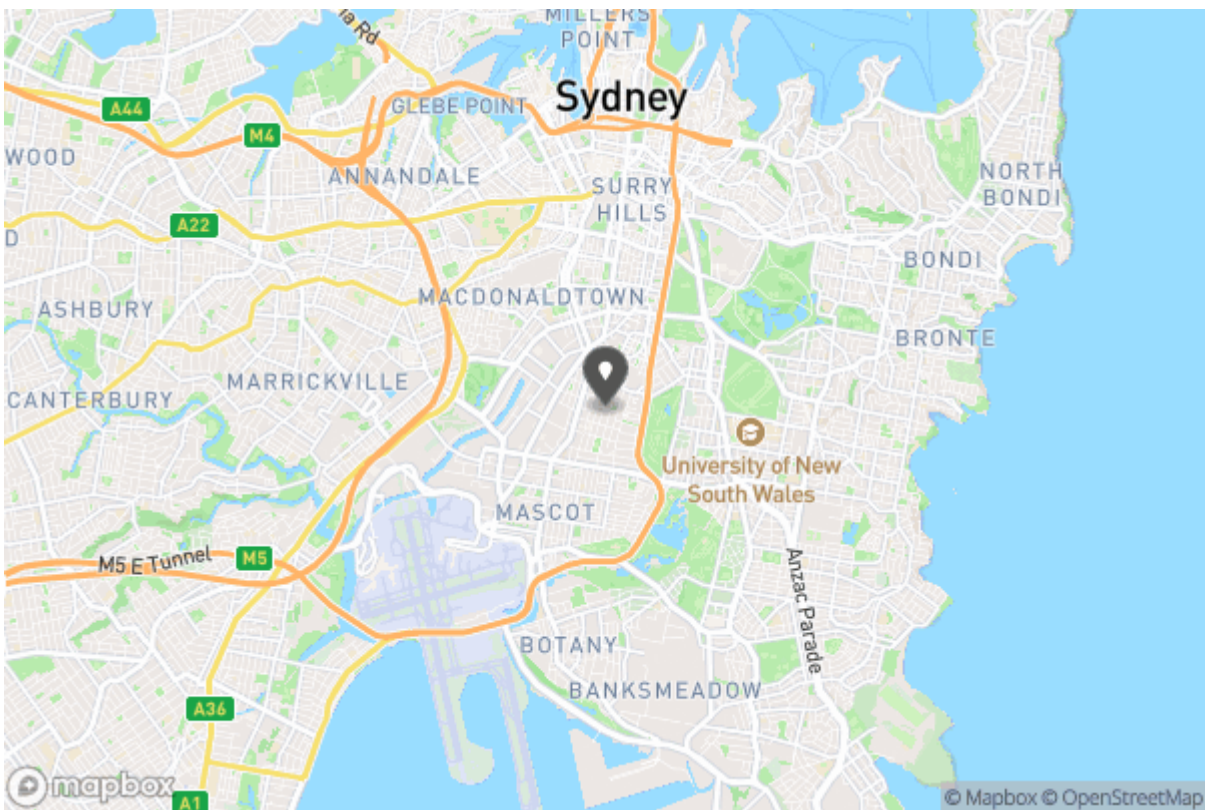 MILLERS
POINT
Sydney
GLEBE POINT
A44
M4
WOOD
ANNANDALE
SURRY
HILLS
NORTH
BONDI
A22
D
BONDI
MACDONALDTOWN
ASHBURY
BRONTE
MARRICKVILLE
CANTERBURY
University of New
South Wales
MASCOT
M5 E Tunnel
M5
Anzac Parade
BOTANY
BANKSMEADOW
A36
mapbox
A1
© Mapbox © OpenStreetMap